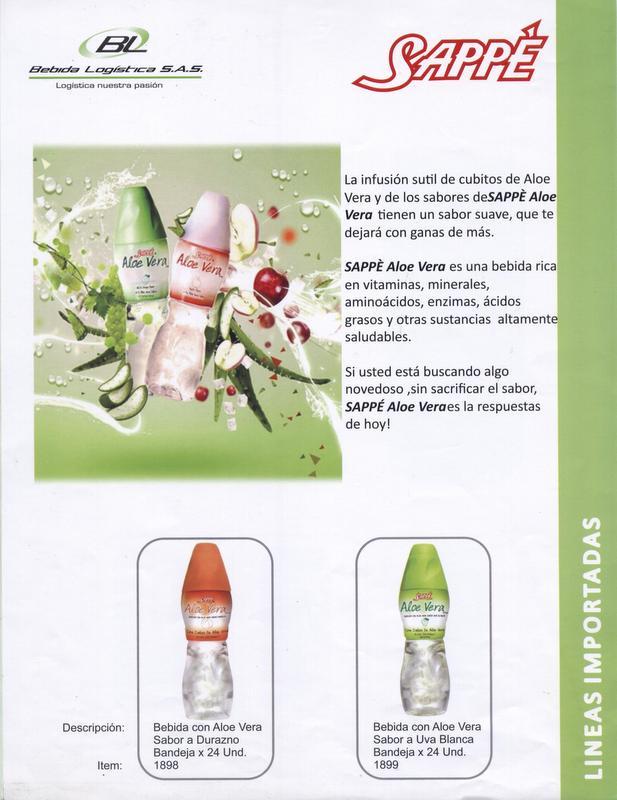 BL
Bebida Logística S.A.S.
Logística nuestra pasión
SAPPÈ
La infusión sutil de cubitos de Aloe
Vera y de los sabores deSAPPÈ Aloe
Vera tienen un sabor suave, que te
dejará con ganas de más.
SAPPÈ Aloe Vera es una bebida rica
en vitaminas, minerales,
aminoácidos, enzimas, ácidos
grasos y otras sustancias altamente
saludables.
Si usted está buscando algo
novedoso ,sin sacrificar el sabor,
SAPPÉ Aloe Veraes la respuestas
de hoy!
Sappé
Aloe Vera
Sappé
Aloe Vera
LINEAS IMPORTADAS
Sappé
Aloe Vera
Sappé
Aloe Vera
Descripción:
Bebida con Aloe Vera
Sabor a Durazno
Bandeja x 24 Und.
Item:
1898
Bebida con Aloe Vera
Sabor a Uva Blanca
Bandeja x 24 Und.
1899